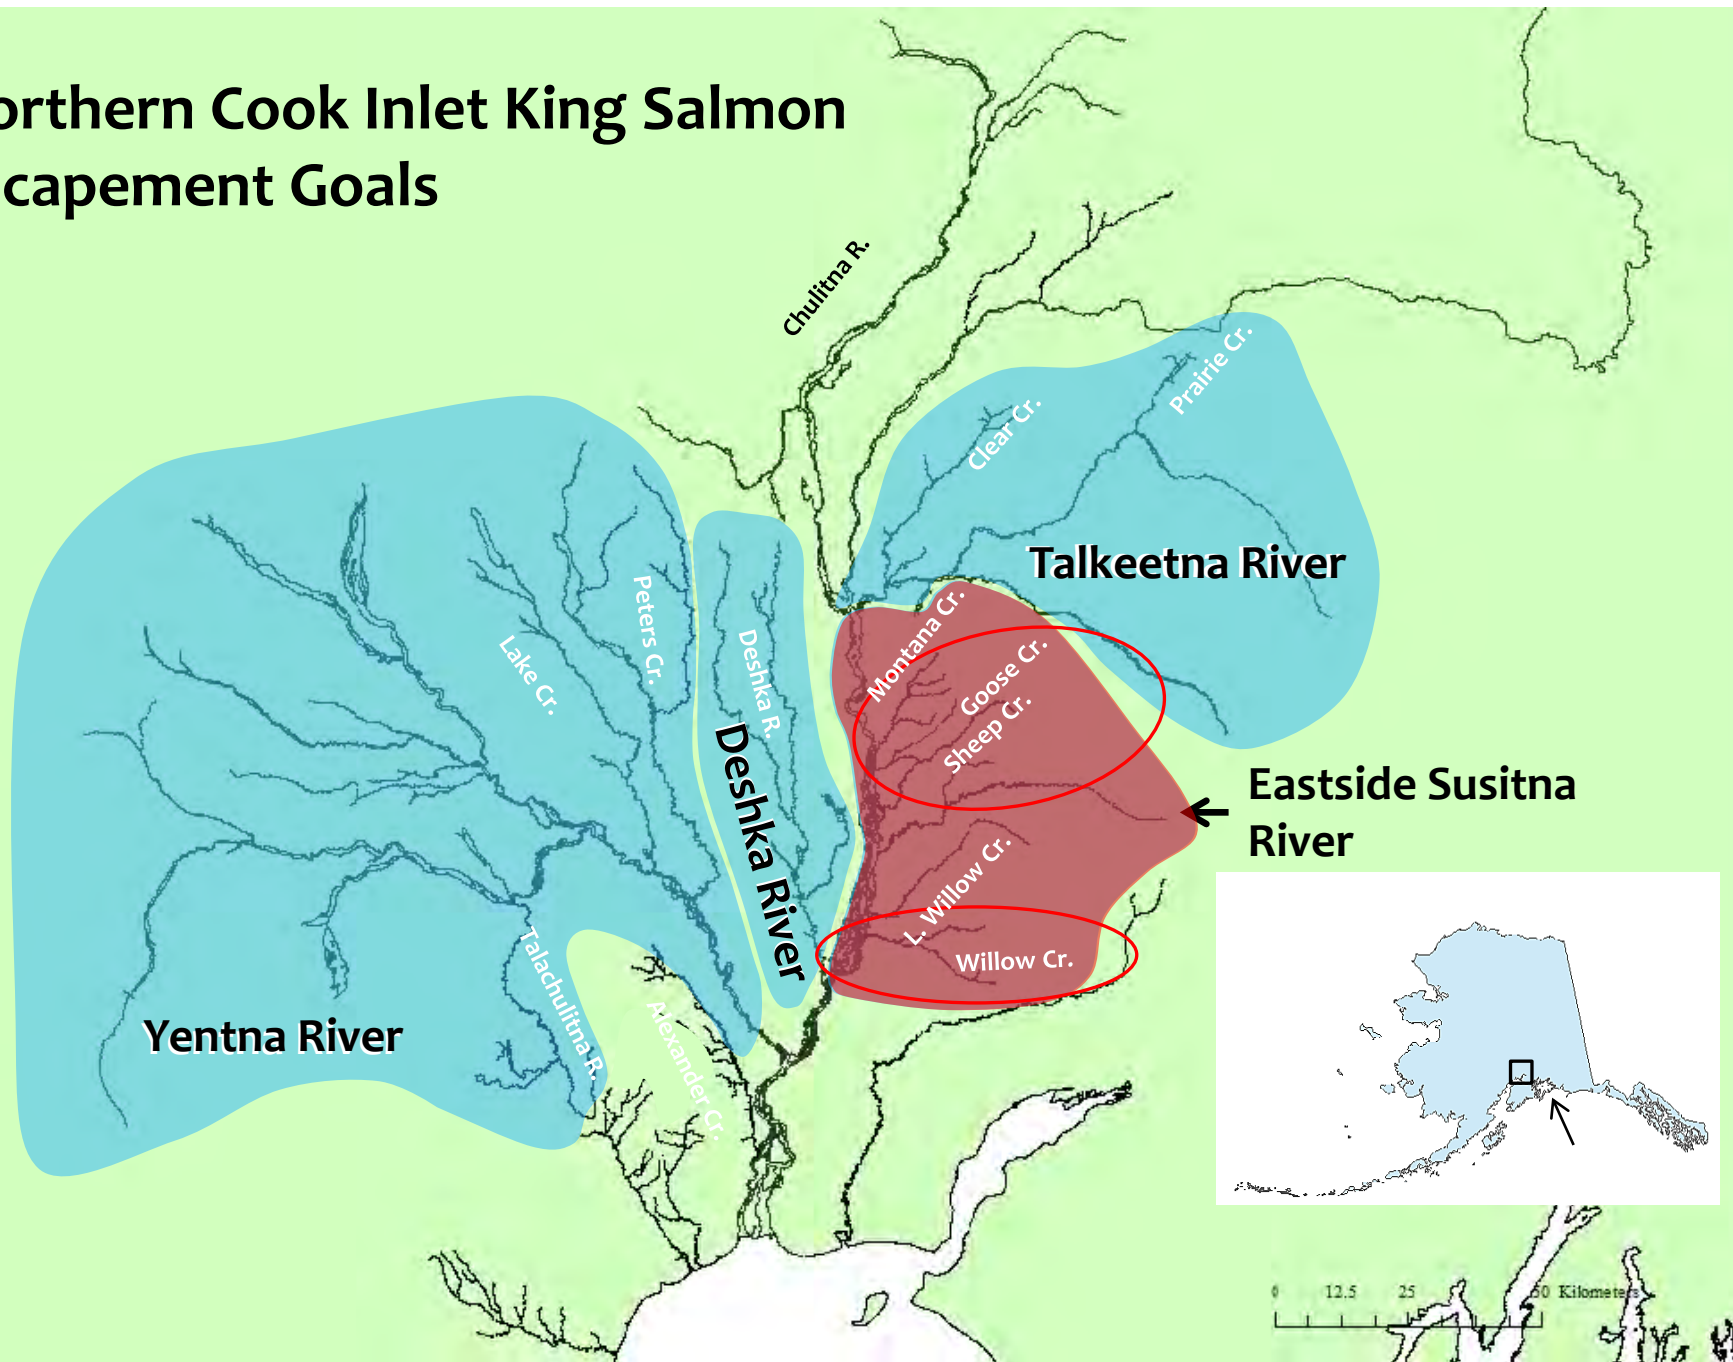 orthern Cook Inlet King Salmon
capement Goals
Chulitna R.
Prairie Cr.
Clear Cr.
Talkeetna River
Peters Cr.
Lake Cr.
Deshka R.
Deshka River
Montana Cr.
Goose Cr.
Sheep Cr.
Eastside Susitna
River
L. Willow Cr.
Willow Cr.
Talachulitna R.
Alexander Cr.
Yentna River
0 12.5 25 50 Kilometers